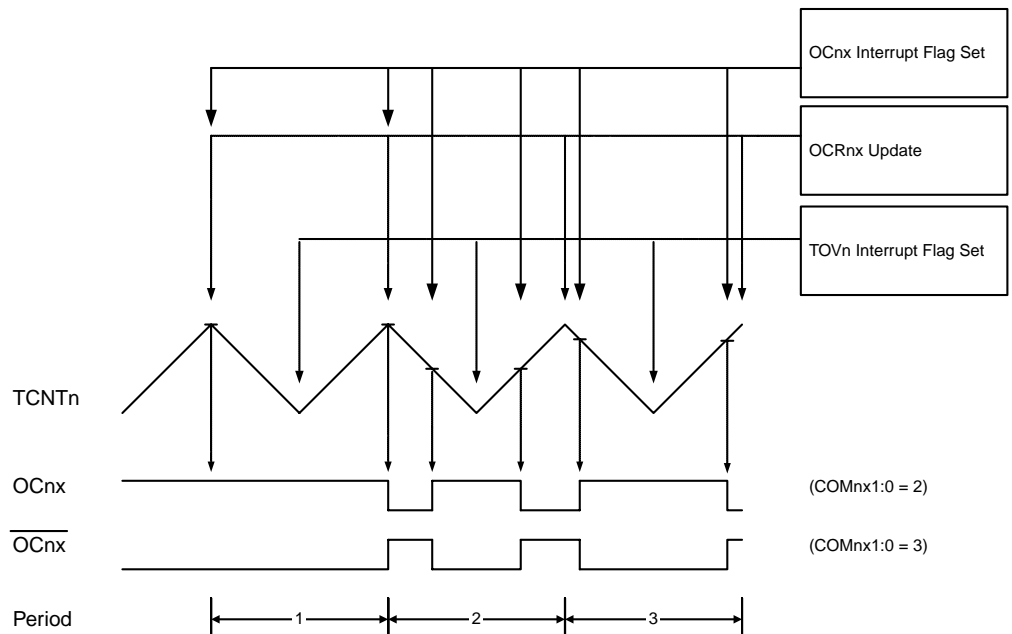 OCnx Interrupt Flag Set
OCRnx Update
TOVn Interrupt Flag Set
TCNTn
OCnx
(COMnx1:0 = 2)
OCnx
(COMnx1:0 = 3)
Period
1
2
3